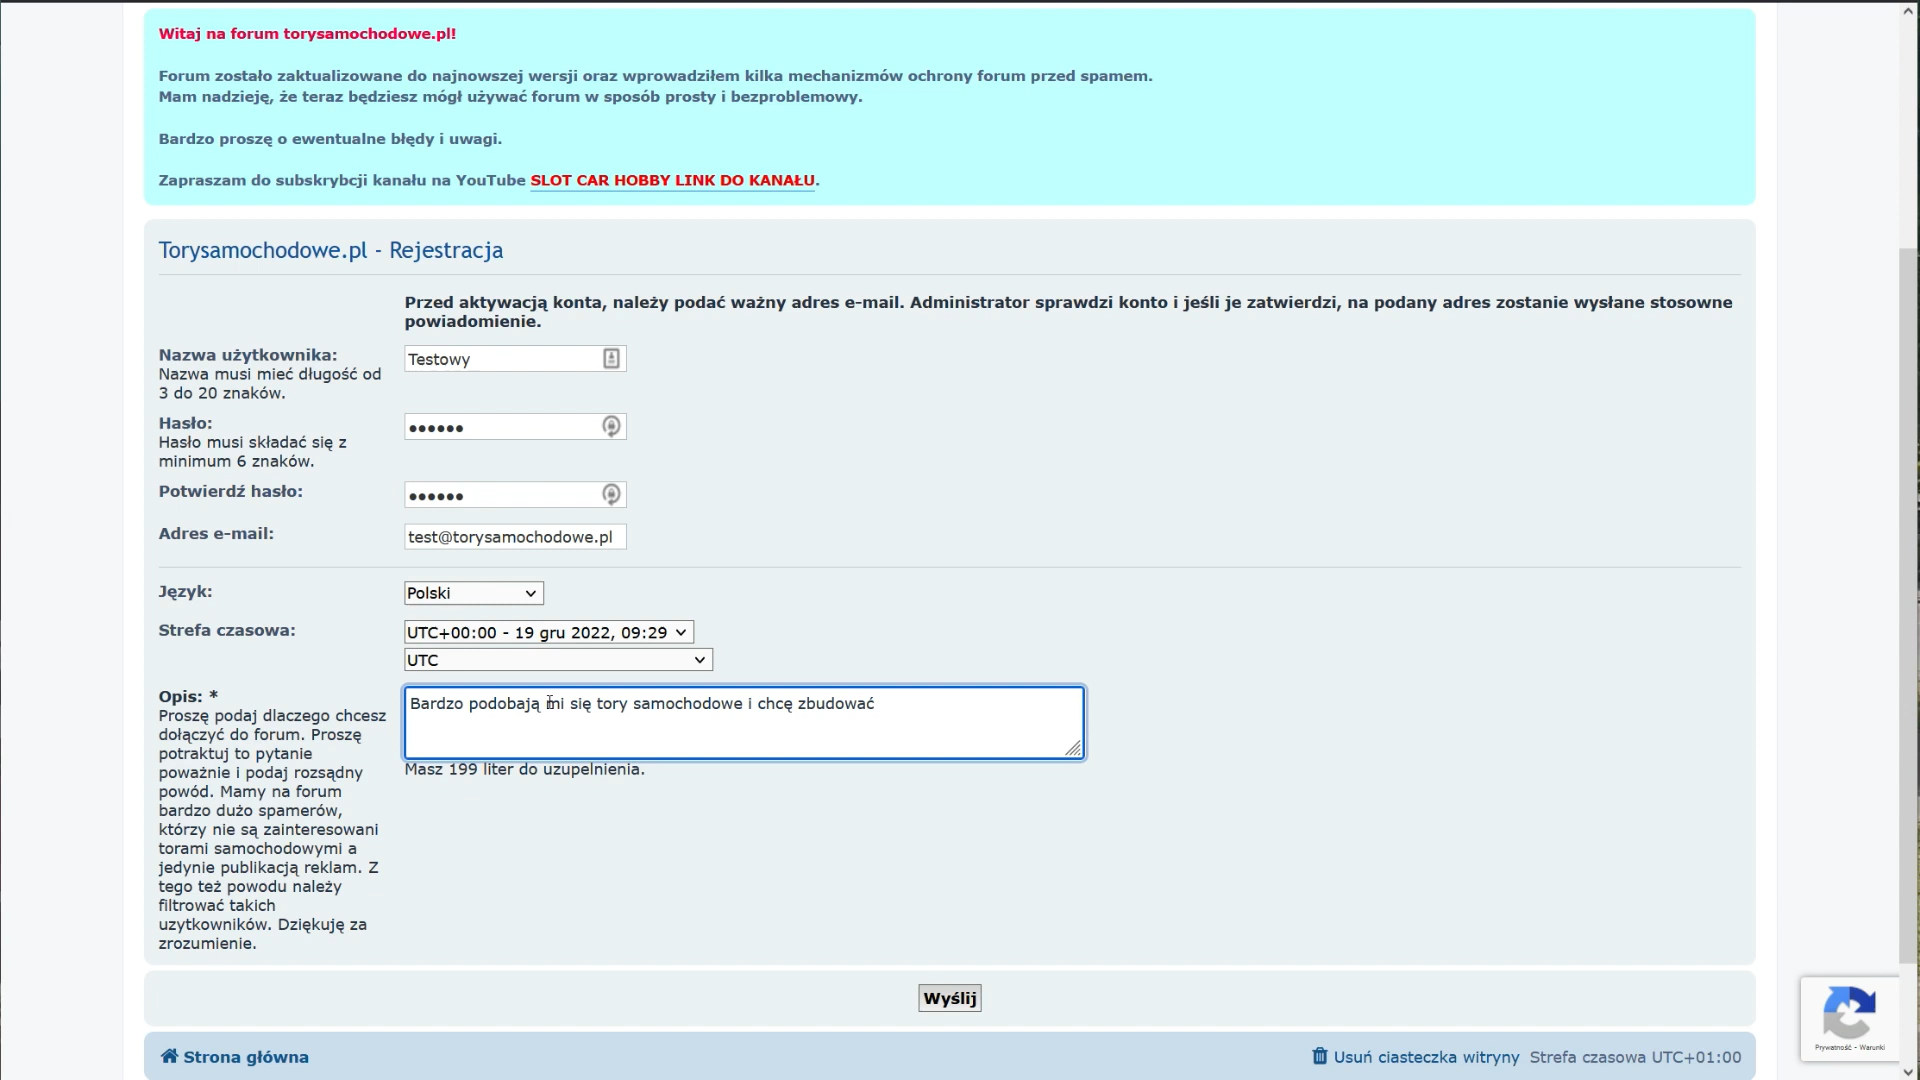 Witaj na forum torysamochodowe.pl!
Forum zostało zaktualizowane do najnowszej wersji oraz wprowadziłem kilka mechanizmów ochrony forum przed spamem.
Mam nadzieję, że teraz będziesz mógł używać forum w sposób prosty i bezproblemowy.
Bardzo proszę o ewentualne błędy i uwagi.
Zapraszam do subskrybcji kanału na YouTube SLOT CAR HOBBY LINK DO KANAŁU.
Torysamochodowe.pl - Rejestracja
Przed aktywacją konta, należy podać ważny adres e-mail. Administrator sprawdzi konto i jeśli je zatwierdzi, na podany adres zostanie wysłane stosowne
powiadomienie.
Nazwa użytkownika:
Nazwa musi mieć długość od
3 do 20 znaków.
Testowy
Hasło:
Hasło musi składać się z
minimum 6 znaków.
••••••
Potwierdź hasło:
••••••
Adres e-mail:
test@torysamochodowe.pl
Język:
Polski
Strefa czasowa:
UTC+00:00 - 19 gru 2022, 09:29
UTC
Opis: *
Proszę podaj dlaczego chcesz
dołączyć do forum. Proszę
potraktuj to pytanie
poważnie i podaj rozsądny
powód. Mamy na forum
bardzo dużo spamerów,
którzy nie są zainteresowani
torami samochodowymi a
jedynie publikacją reklam. Z
tego też powodu należy
filtrować takich
uzytkowników. Dziękuję za
zrozumienie.
Bardzo podobają mi się tory samochodowe i chcę zbudować
Masz 199 liter do uzupelnienia.
Wyślij
Prywatność - Warunki
Strona główna
Usuń ciasteczka witryny Strefa czasowa UTC+01:00